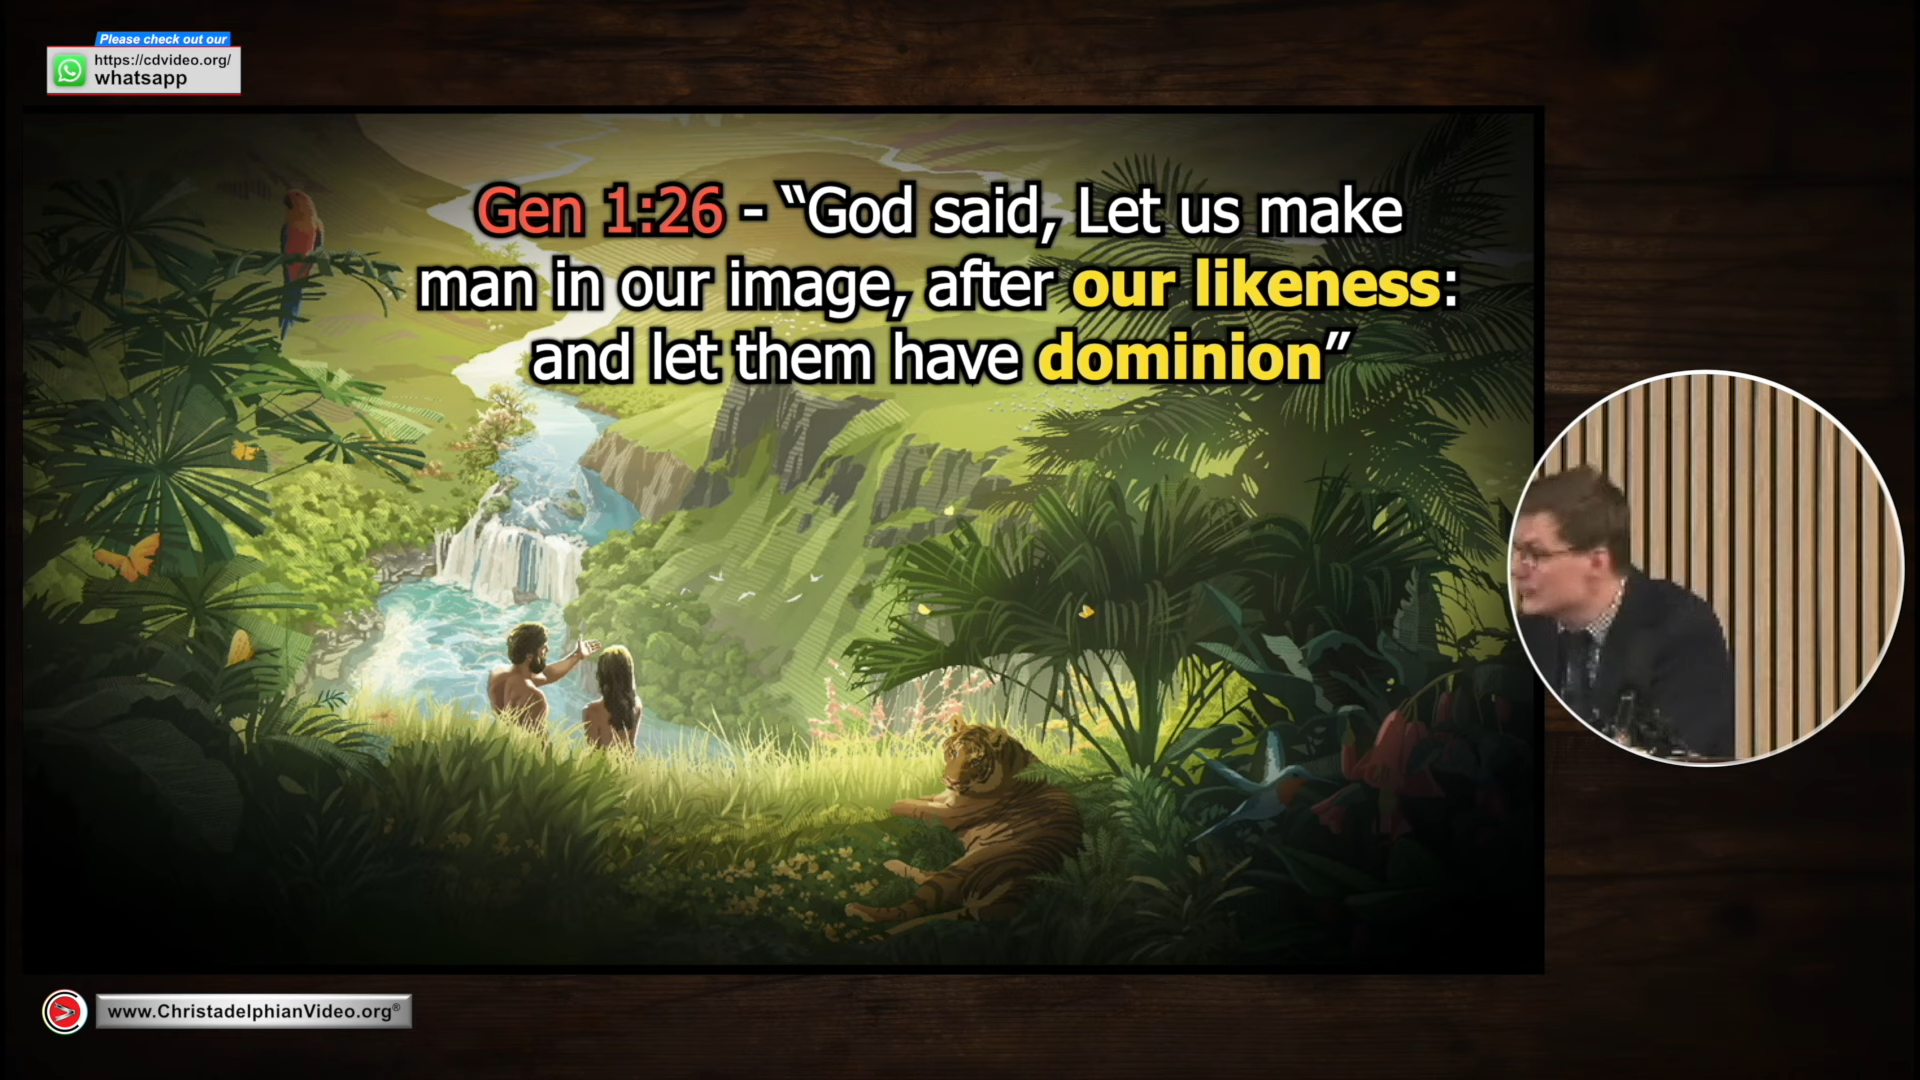 Please check out our
https://cdvideo.org/
whatsapp
Gen 1:26 - “God said, Let us make
man in our image, after our likeness:
and let them have dominion”
www.ChristadelphianVideo.org®